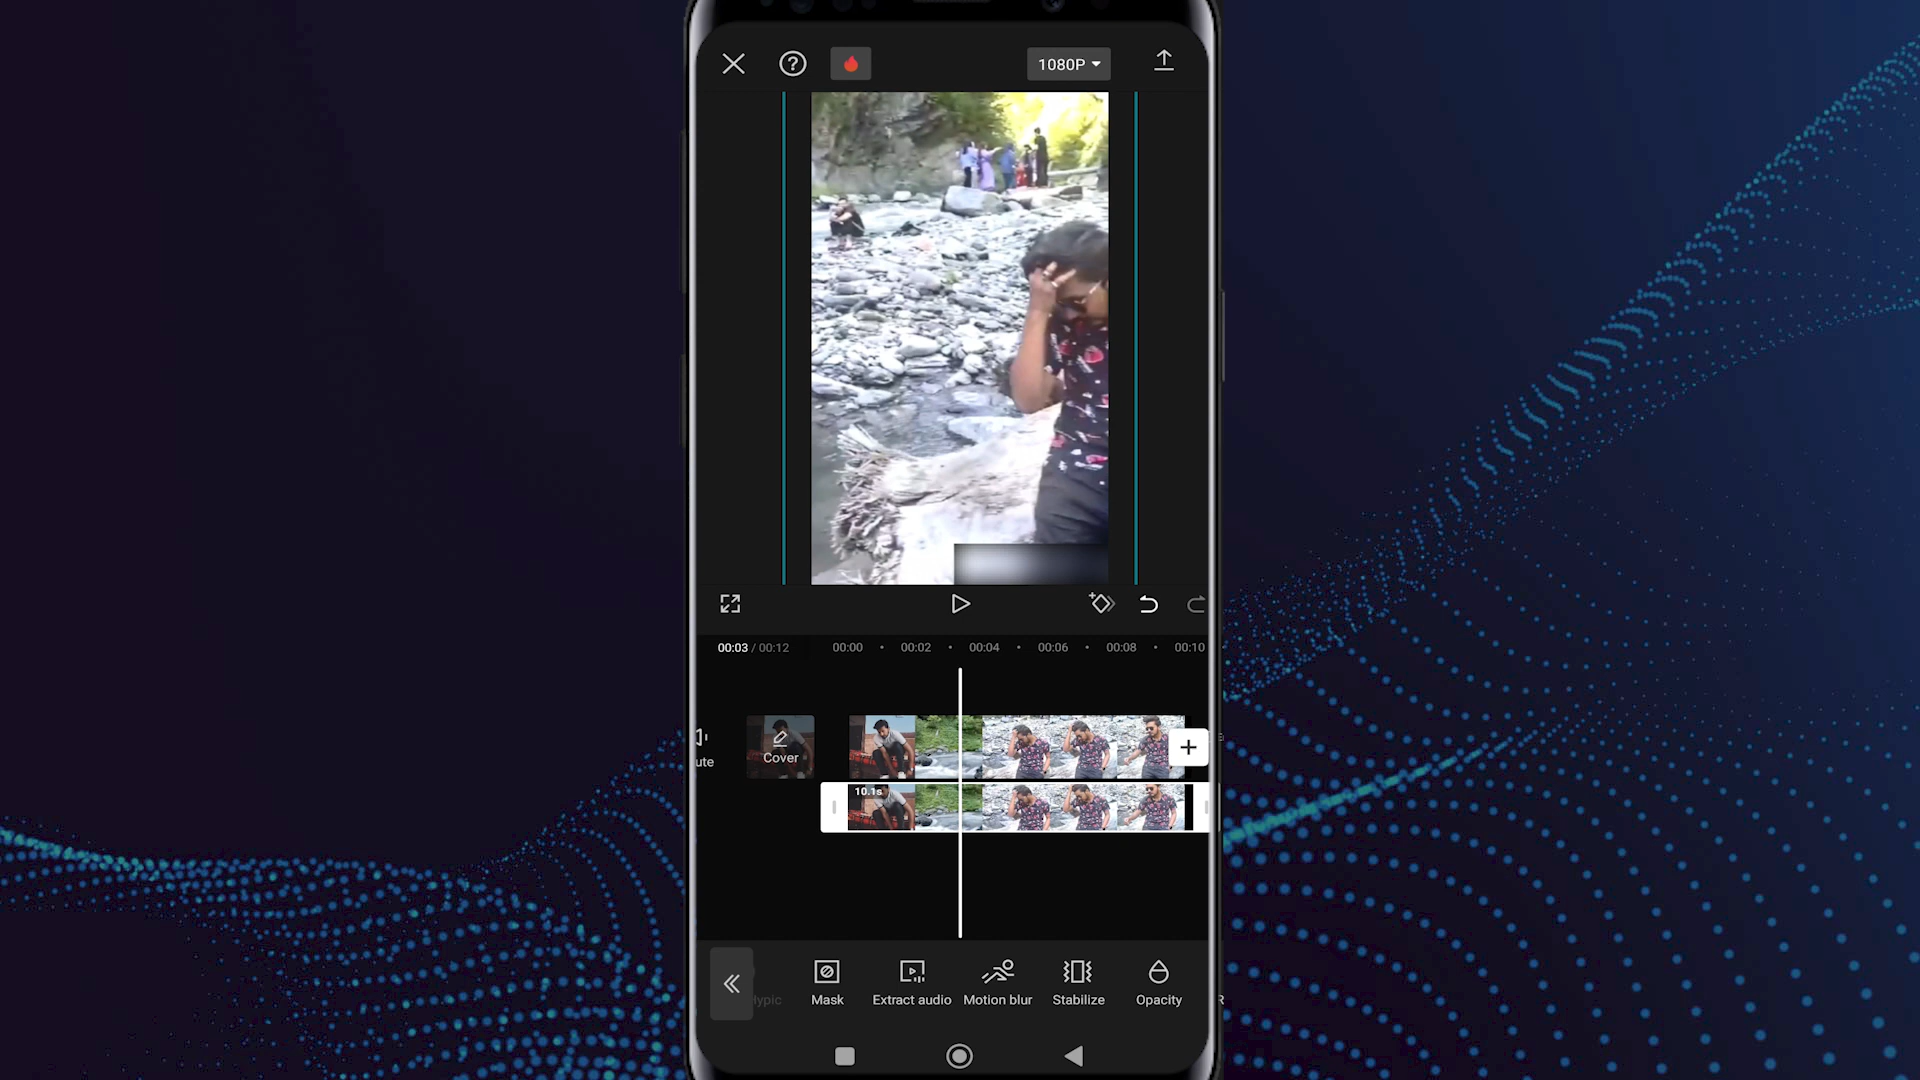 1080P
00:03 / 00:12
00:00 00:02 00:04 00:06 00:08 00:10
ute
Cover
10.1s
Mask
Extract audio
Motion blur
Stabilize
Opacity